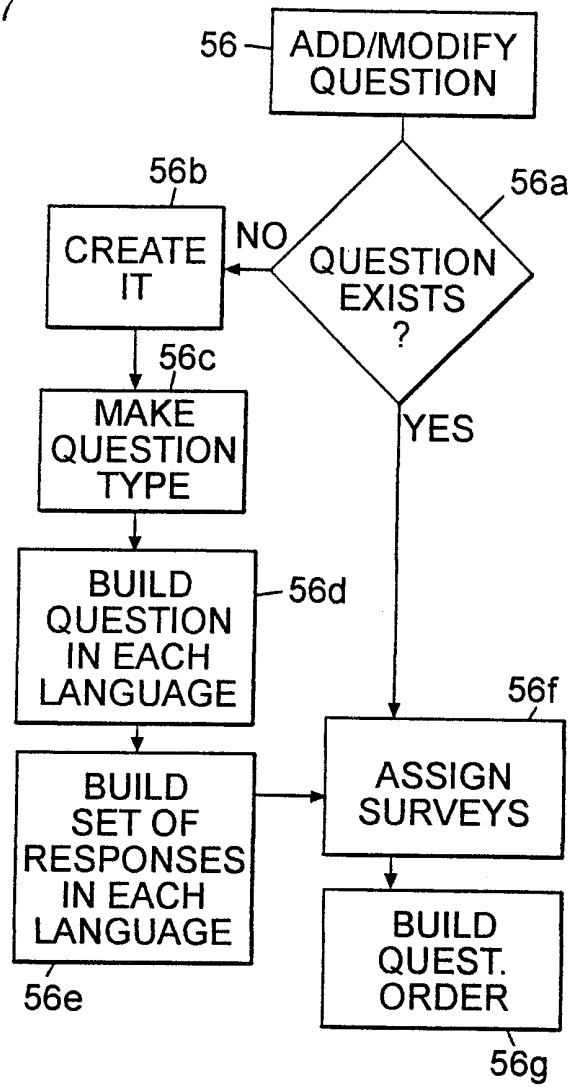 7
56
ADD/MODIFY
QUESTION
56a
QUESTION
EXISTS
?
NO
YES
56b
CREATE
IT
56c
MAKE
QUESTION
TYPE
56d
BUILD
QUESTION
IN EACH
LANGUAGE
BUILD
SET OF
RESPONSES
IN EACH
LANGUAGE
56e
56f
ASSIGN
SURVEYS
BUILD
QUEST.
ORDER
56g